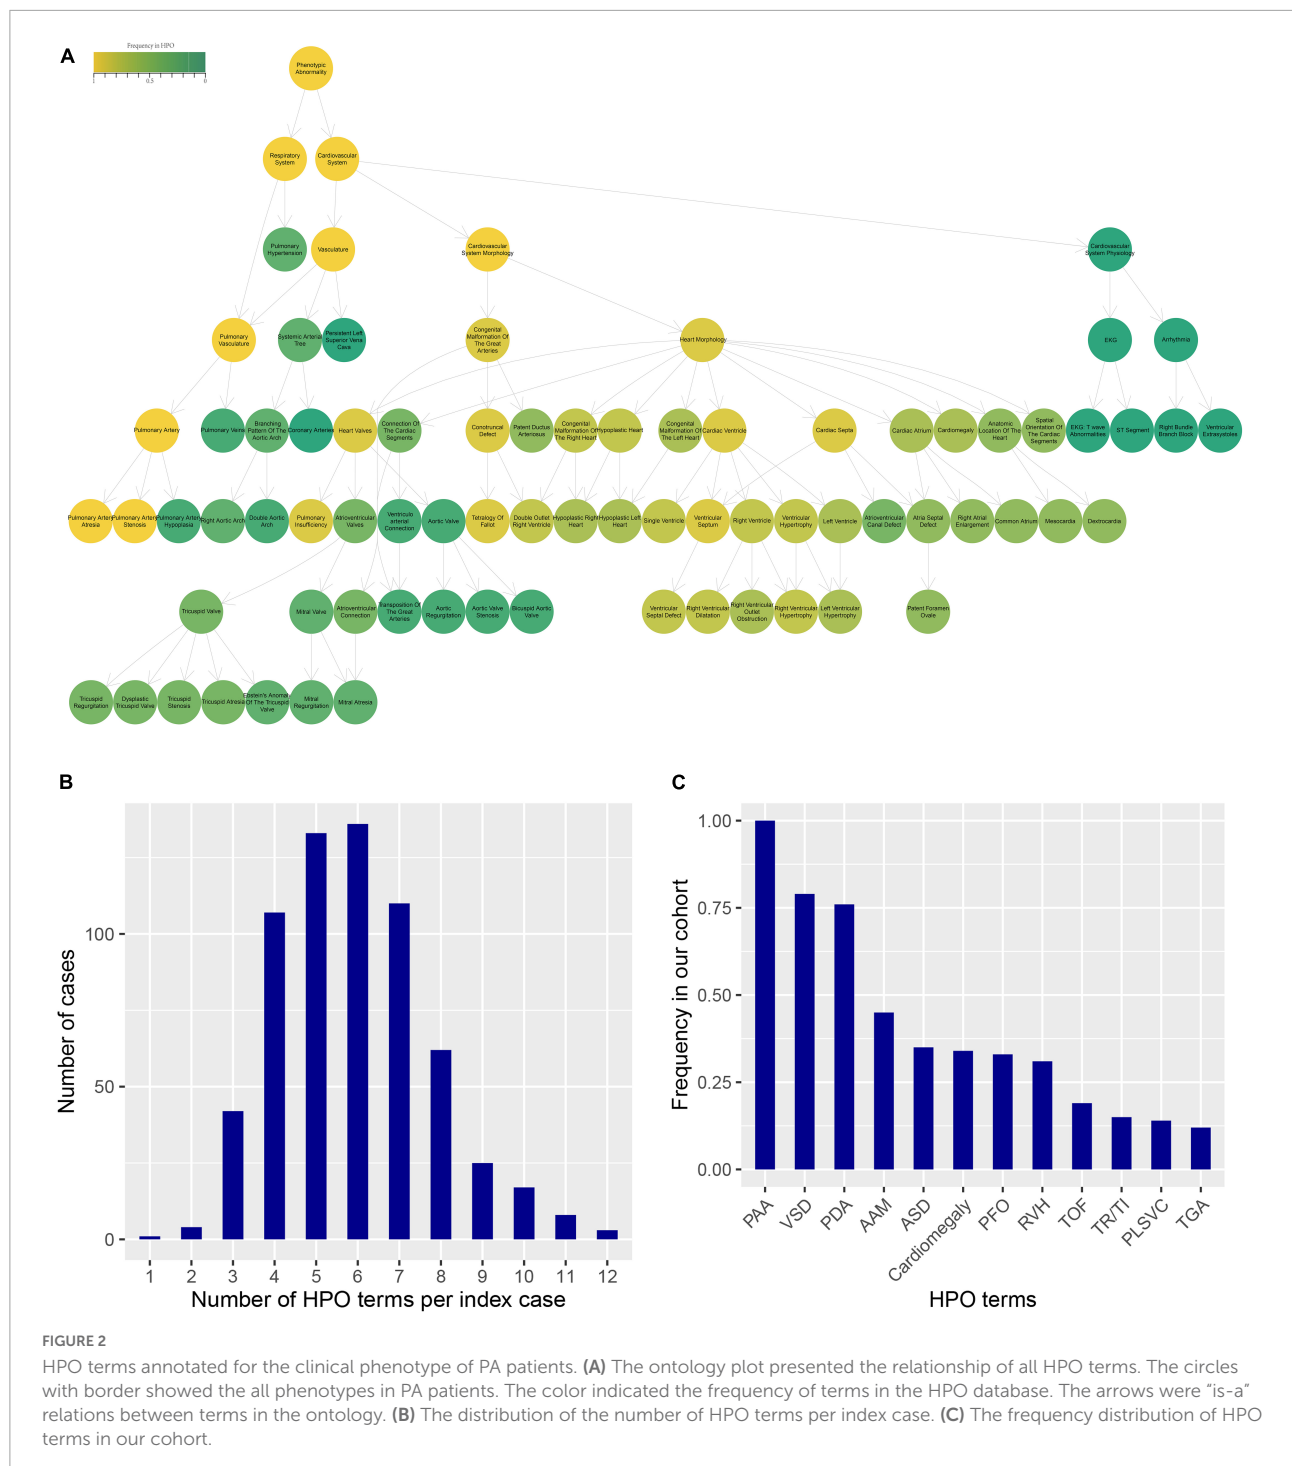 A
Frequency in HPO
1
0.5
0
Phenotypic
Abnormality
Respiratory
System
Cardiovascular
System
Pulmonary
Hypertension
Vasculature
Cardiovascular
System Morphology
Cardiovascular
System Physiology
Pulmonary
Vasculature
Systemic Arterial
Tree
Persistent Left
Superior Vena
Cava
Congenital
Malformation Of
The Great
Arteries
Heart Morphology
EKG
Arrhythmia
Pulmonary Artery
Pulmonary Veins
Branching
Pattern Of The
Aortic Arch
Coronary Arteries
Heart Valves
Connection Of
The Cardiac
Segments
Conotruncal
Defect
Patent Ductus
Arteriosus
Congenital
Malformation Of
The Right Heart
Hypoplastic Heart
Congenital
Malformation Of
The Left Heart
Cardiac Ventricle
Cardiac Septa
Cardiac Atrium
Cardiomegaly
Anatomic
Location Of The
Heart
Spatial
Orientation Of
The Cardiac
Segments
EKG: T wave
Abnormalities
ST Segment
Right Bundle
Branch Block
Ventricular
Extrasystoles
Pulmonary Artery
Atresia
Pulmonary Artery
Stenosis
Pulmonary Artery
Hypoplasia
Right Aortic Arch
Double Aortic
Arch
Pulmonary
Insufficiency
Atrioventricular
Valves
Ventriculo
arterial
Connection
Aortic Valve
Tetralogy Of
Fallot
Double Outlet
Right Ventricle
Hypoplastic Right
Heart
Hypoplastic Left
Heart
Single Ventricle
Ventricular
Septum
Right Ventricle
Ventricular
Hypertrophy
Left Ventricle
Atrioventricular
Canal Defect
Atria Septal
Defect
Right Atrial
Enlargement
Common Atrium
Mesocardia
Dextrocardia
Tricuspid Valve
Mitral Valve
Atrioventricular
Connection
Transposition Of
The Great
Arteries
Aortic
Regurgitation
Aortic Valve
Stenosis
Bicuspid Aortic
Valve
Ventricular
Septal Defect
Right Ventricular
Dilatation
Right Ventricular
Outlet
Obstruction
Right Ventricular
Hypertrophy
Left Ventricular
Hypertrophy
Patent Foramen
Ovale
Tricuspid
Regurgitation
Dysplastic
Tricuspid Valve
Tricuspid
Stenosis
Tricuspid Atresia
Ebstein's Anomaly
Of The Tricuspid
Valve
Mitral
Regurgitation
Mitral Atresia
B
Number of cases
100
50
0
1 2 3 4 5 6 7 8 9 10 11 12
Number of HPO terms per index case
C
Frequency in our cohort
1.00
0.75
0.50
0.25
0.00
PAA VSD PDA AAM ASD Cardiomegaly PFO RVH TOF TR/TI PLSVC TGA
HPO terms
FIGURE 2
HPO terms annotated for the clinical phenotype of PA patients. (A) The ontology plot presented the relationship of all HPO terms. The circles
with border showed the all phenotypes in PA patients. The color indicated the frequency of terms in the HPO database. The arrows were “is-a”
relations between terms in the ontology. (B) The distribution of the number of HPO terms per index case. (C) The frequency distribution of HPO
terms in our cohort.